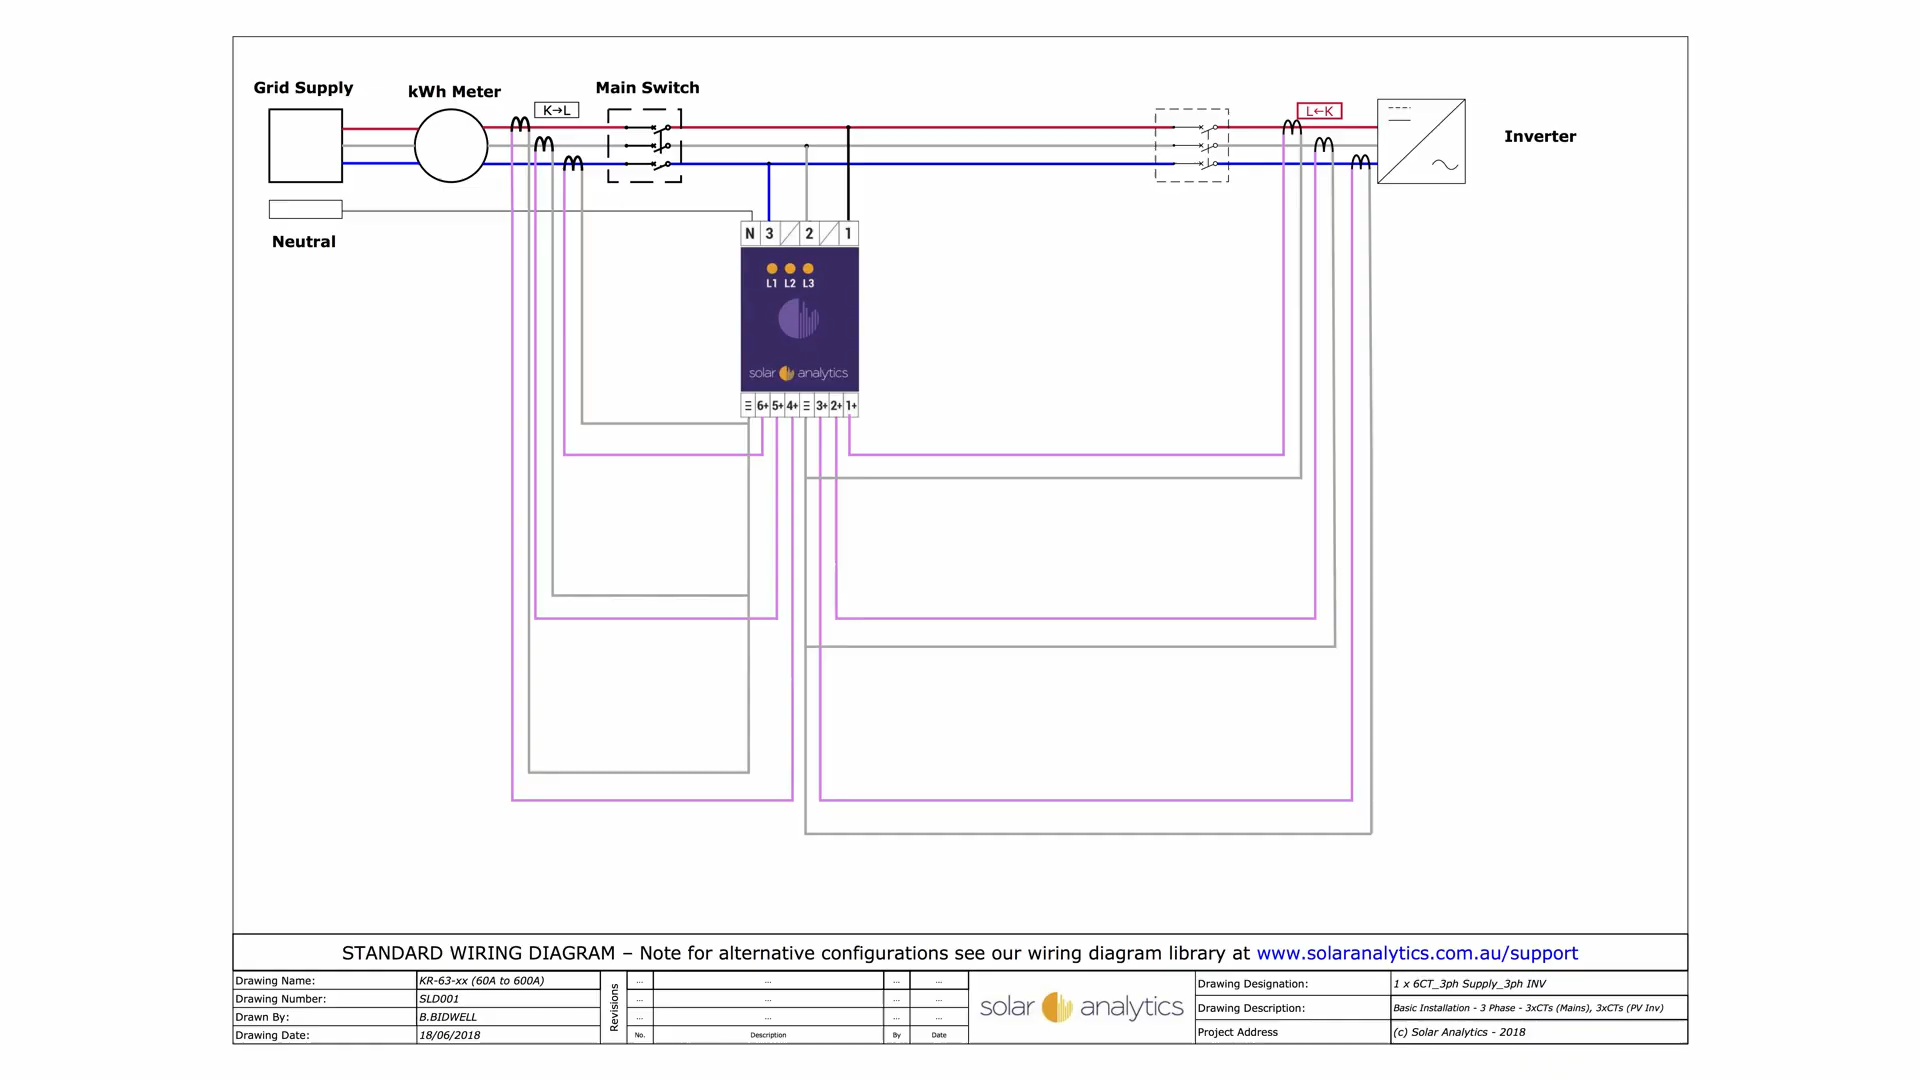 Grid Supply
kWh Meter
K→L
Main Switch
L←K
Inverter
Neutral
N 3 2 1
L1 L2 L3
solar analytics
Ξ 6+ 5+ 4+ Ξ 3+ 2+ 1+
STANDARD WIRING DIAGRAM – Note for alternative configurations see our wiring diagram library at www.solaranalytics.com.au/support
Drawing Name: KR-63-xx (60A to 600A)
Drawing Number: SLD001
Drawn By: B.BIDWELL
Drawing Date: 18/06/2018
Revisions
... ... ... ...
... ... ... ...
... ... ... ...
No. Description By Date
solar analytics
Drawing Designation: 1 x 6CT_3ph Supply_3ph INV
Drawing Description: Basic Installation - 3 Phase - 3xCTs (Mains), 3xCTs (PV Inv)
Project Address (c) Solar Analytics - 2018